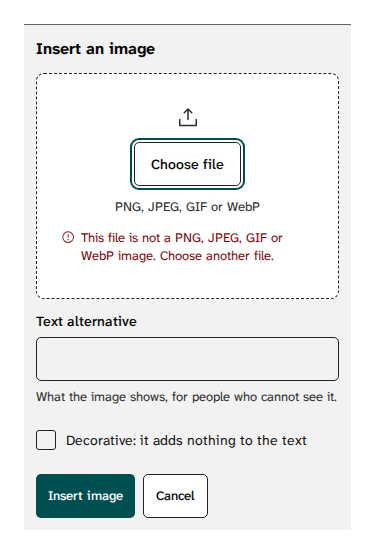 Insert an image
Choose file
PNG, JPEG, GIF or WebP
This file is not a PNG, JPEG, GIF or
WebP image. Choose another file.
Text alternative
What the image shows, for people who cannot see it.
Decorative: it adds nothing to the text
Insert image
Cancel